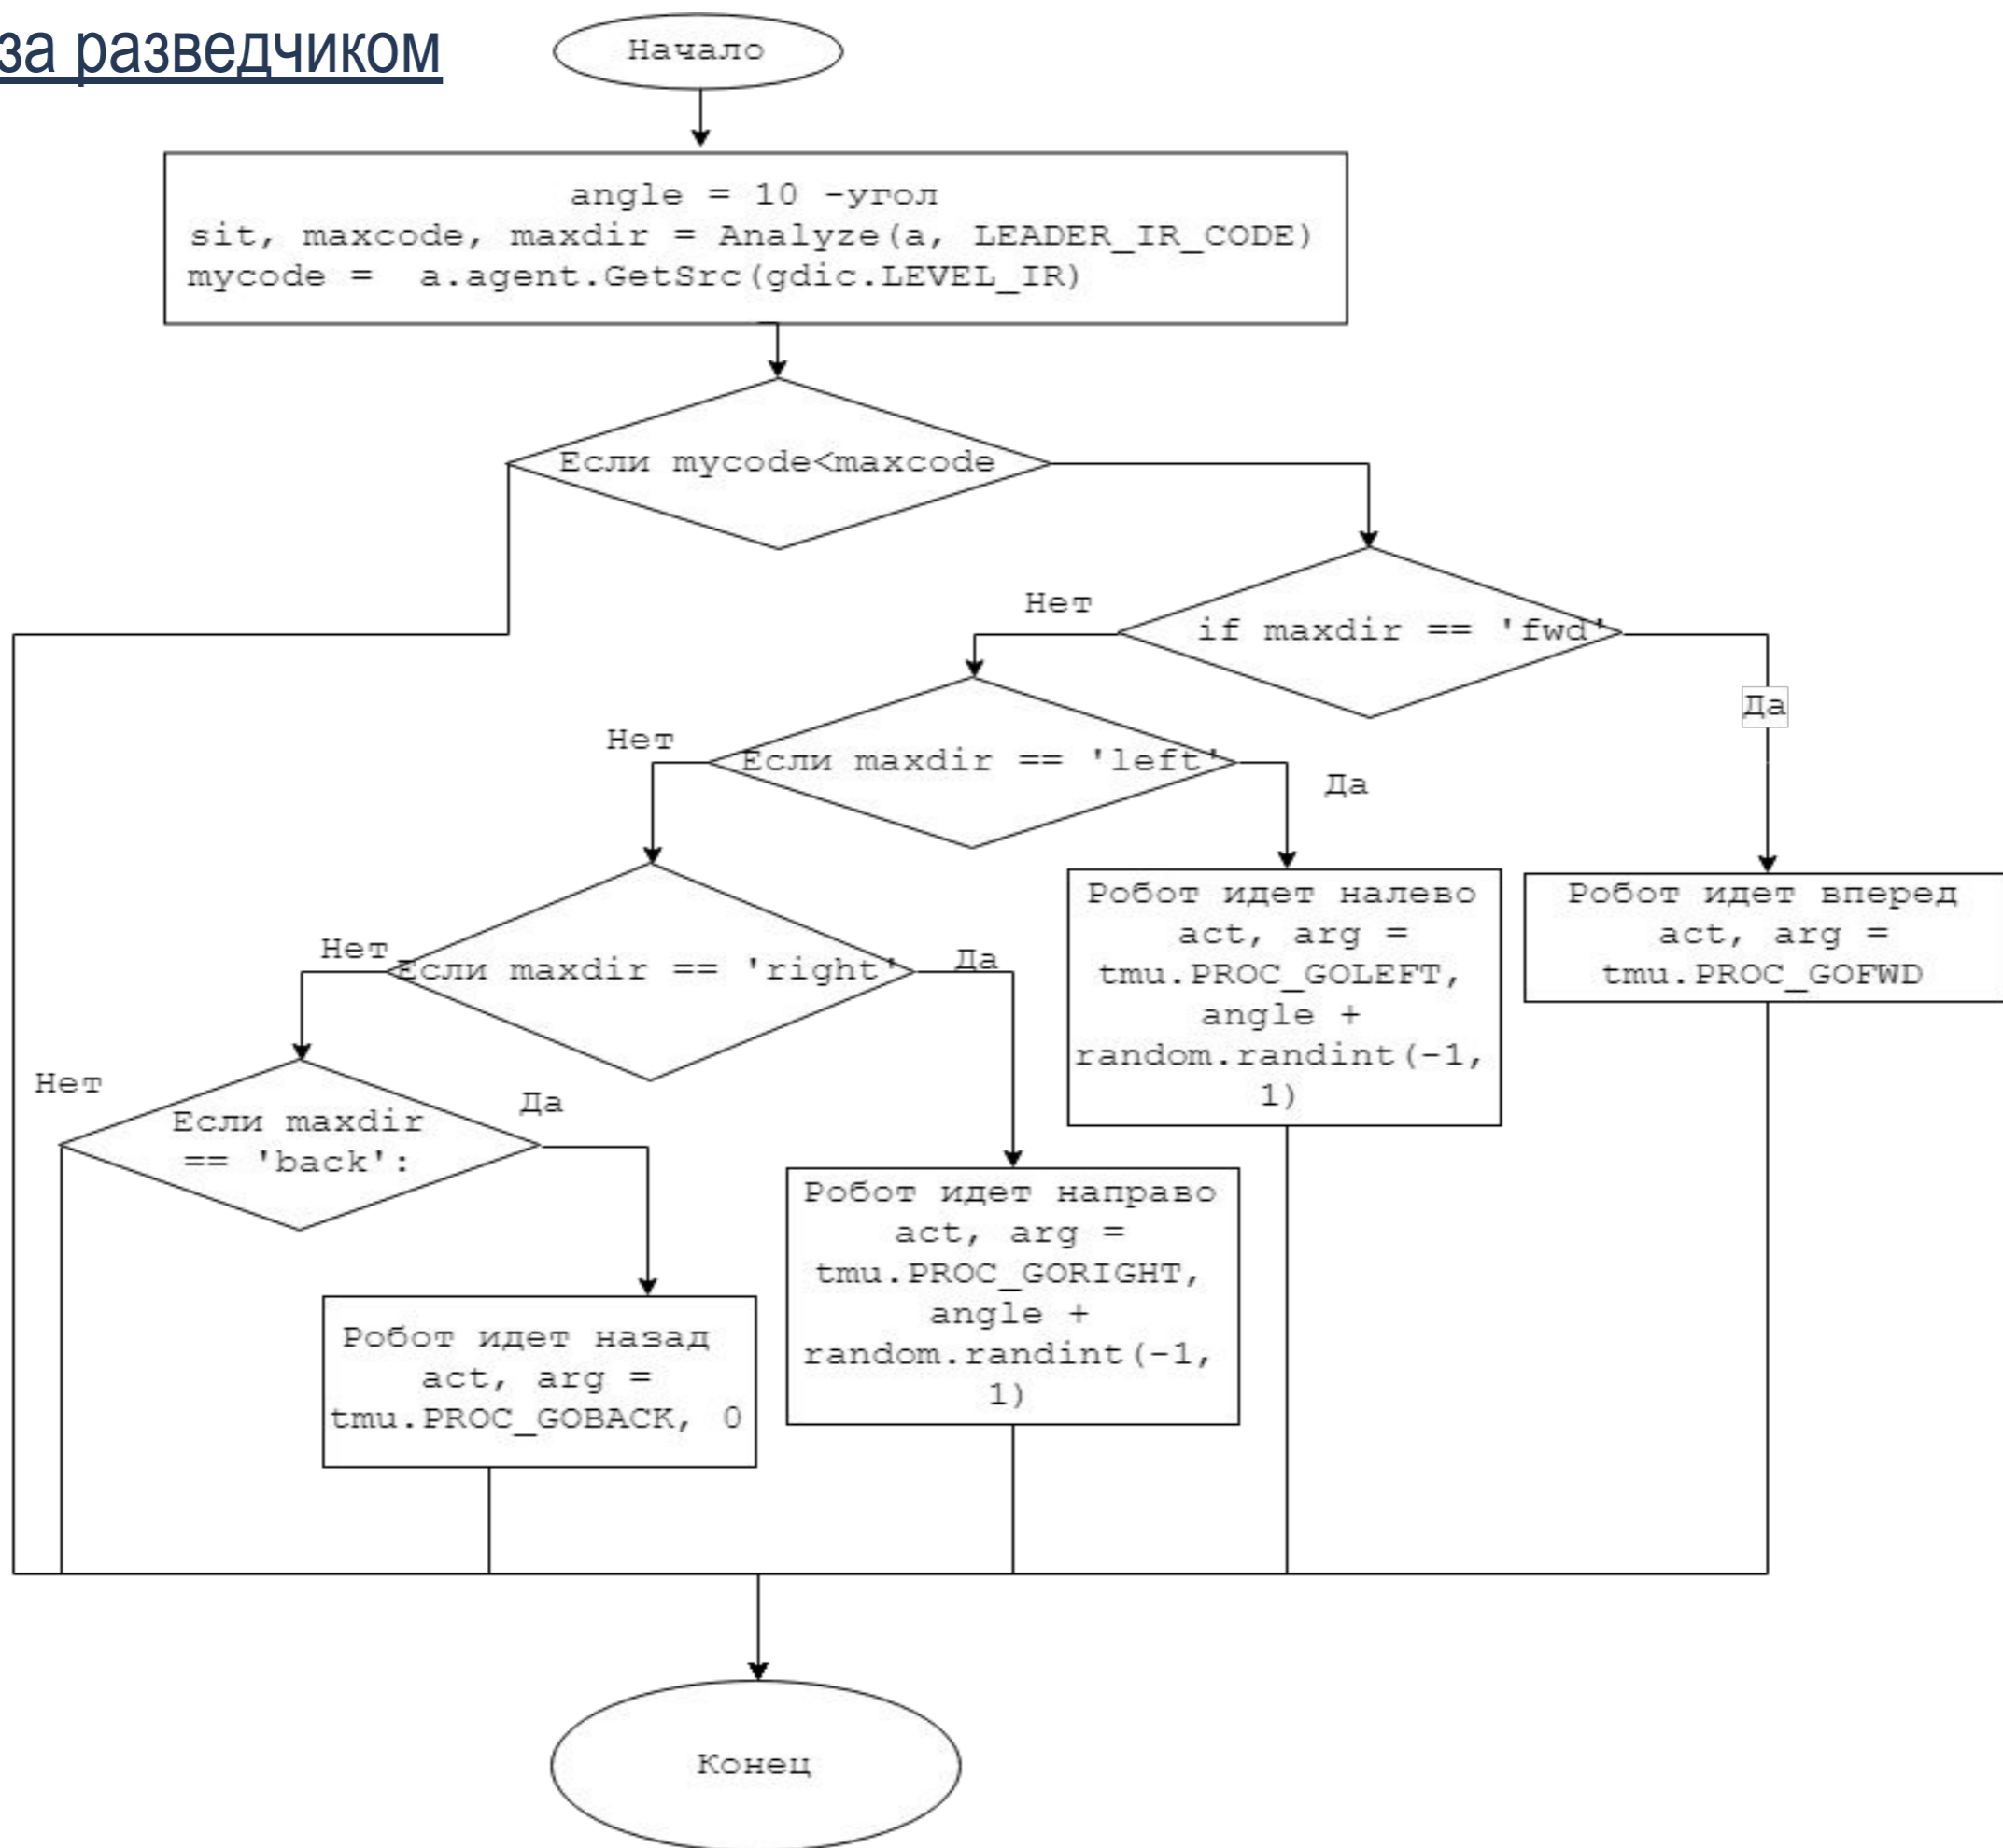 за разведчиком
Начало
angle = 10 -угол
sit, maxcode, maxdir = Analyze(a, LEADER_IR_CODE)
mycode =  a.agent.GetSrc(gdic.LEVEL_IR)
Если mycode<maxcode
Нет
if maxdir == 'fwd'
Да
Нет
Если maxdir == 'left'
Да
Нет
Если maxdir == 'right'
Да
Робот идет налево
act, arg =
tmu.PROC_GOLEFT,
angle +
random.randint(-1,
1)
Робот идет вперед
act, arg =
tmu.PROC_GOFWD
Нет
Если maxdir
== 'back':
Да
Робот идет направо
act, arg =
tmu.PROC_GORIGHT,
angle +
random.randint(-1,
1)
Робот идет назад
act, arg =
tmu.PROC_GOBACK, 0
Конец